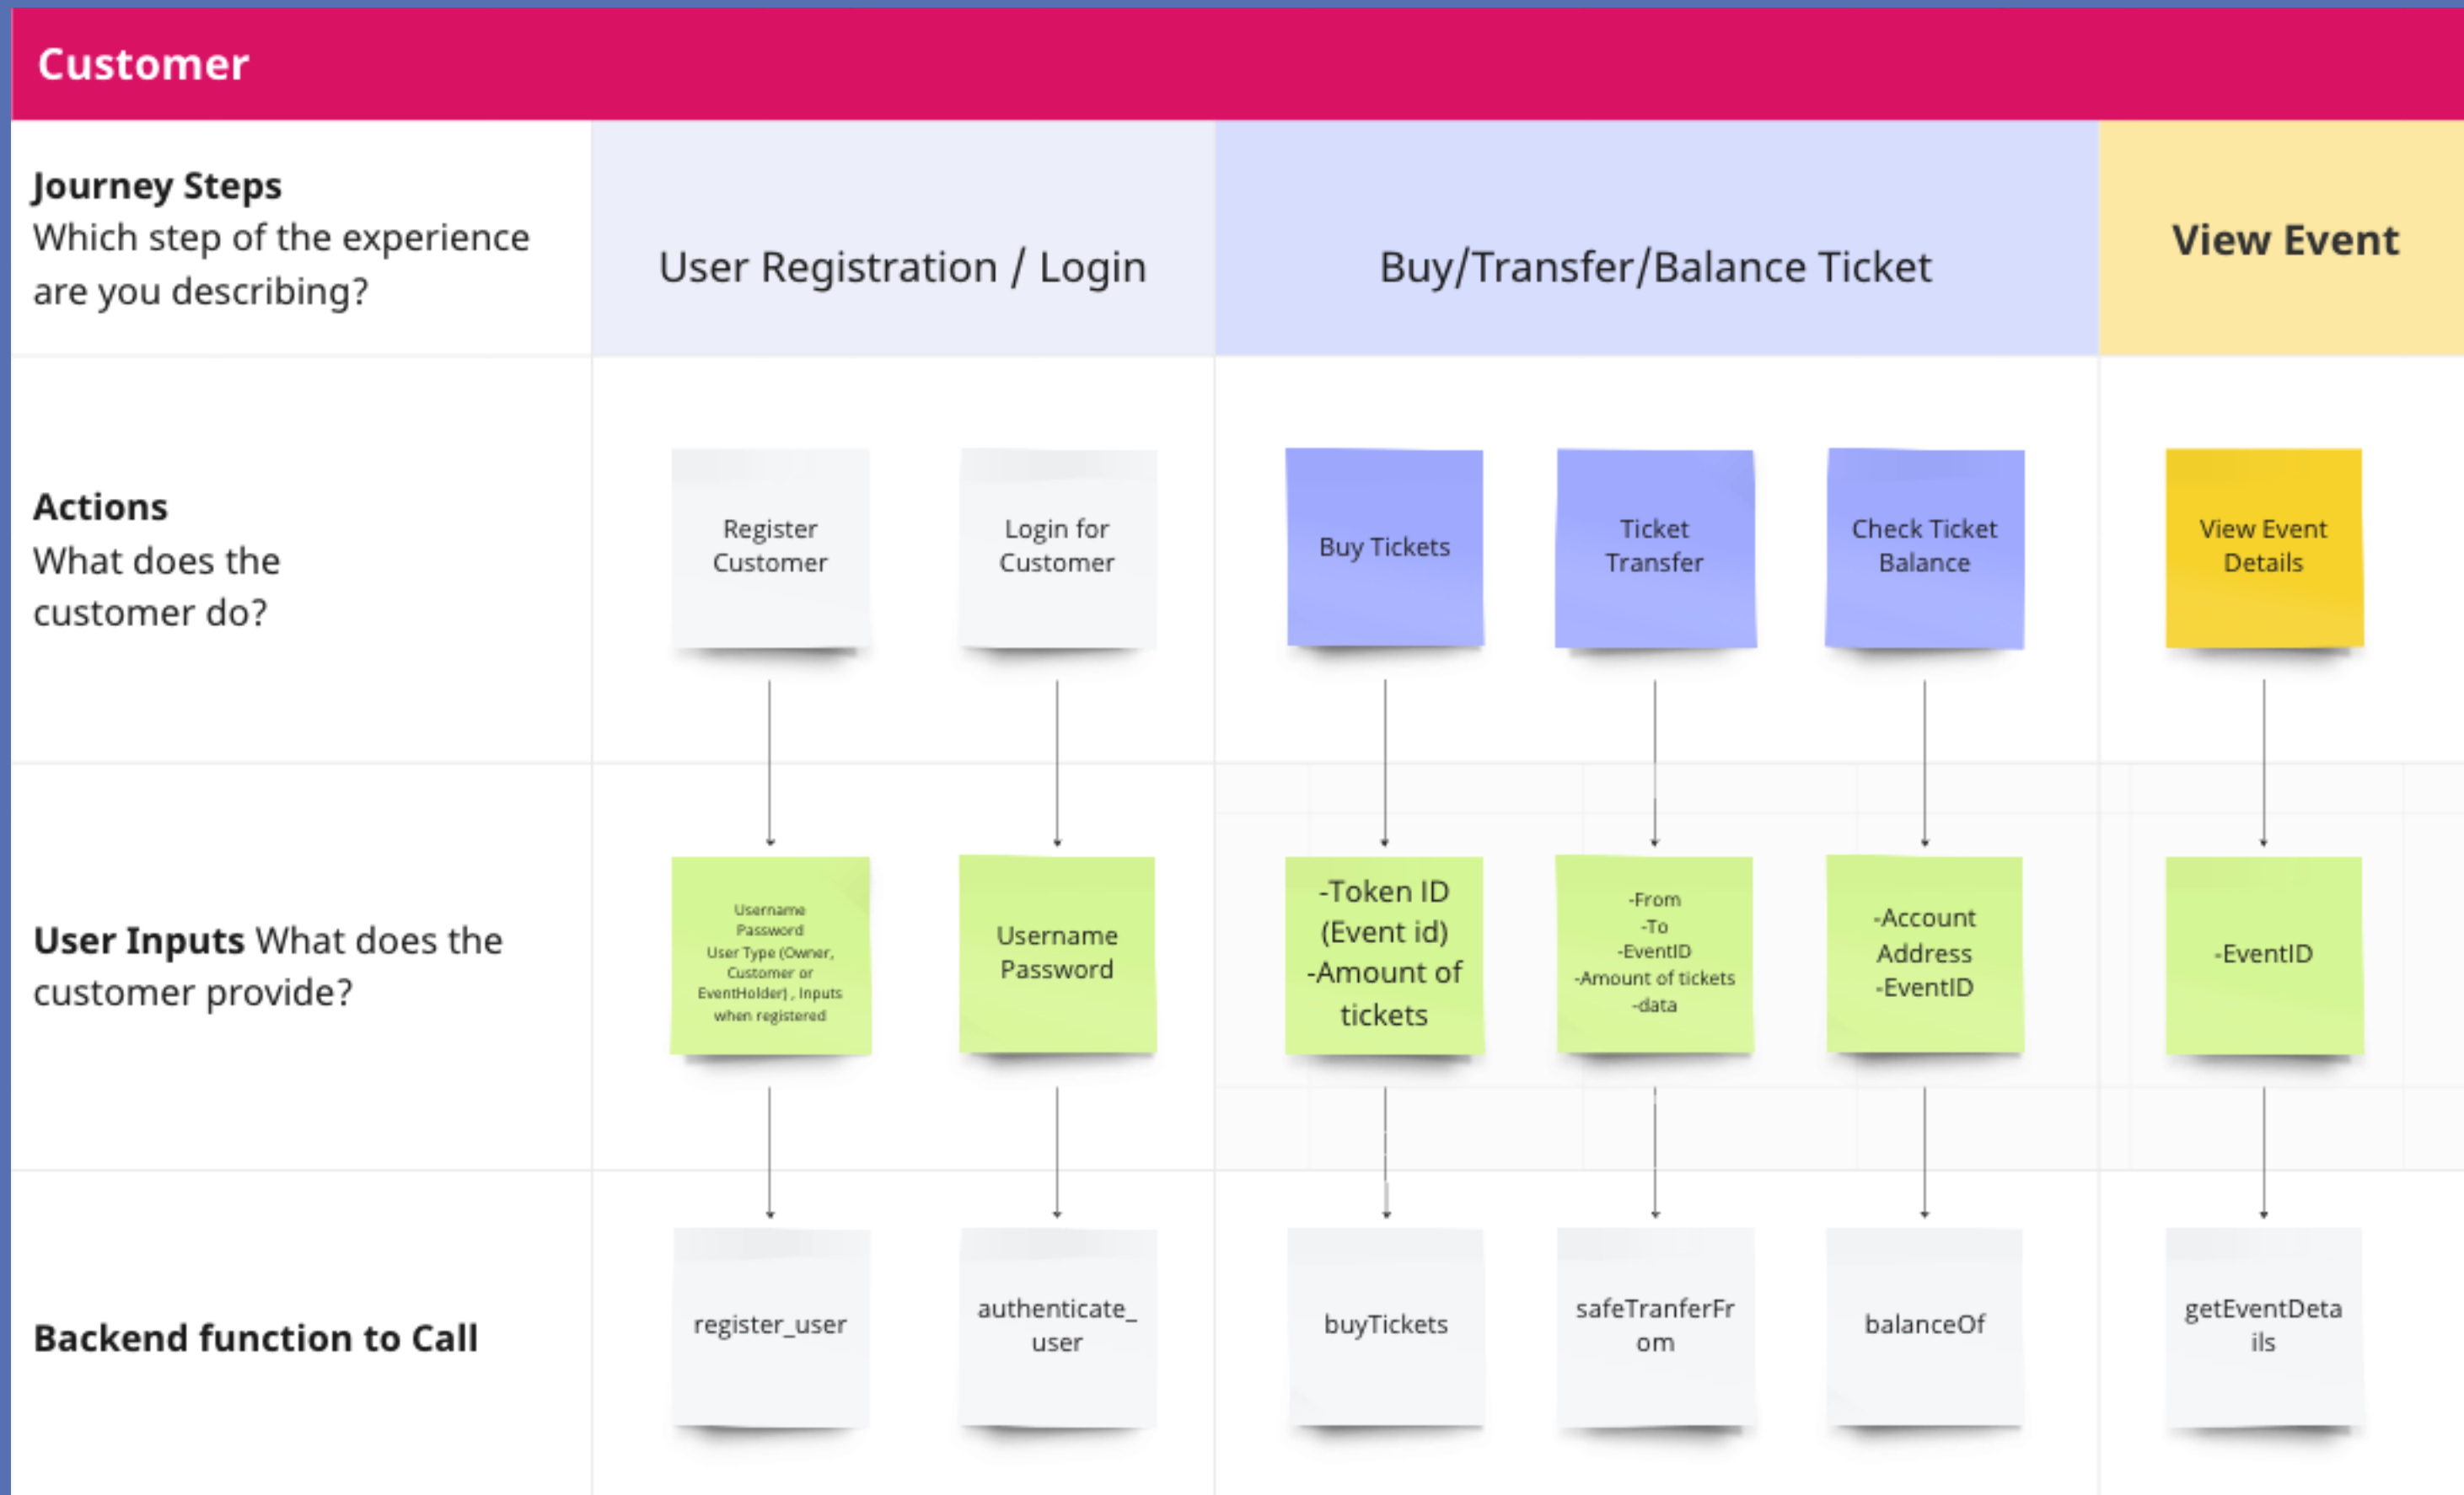 Customer
Journey Steps
Which step of the experience
are you describing?
User Registration / Login
Buy/Transfer/Balance Ticket
View Event
Actions
What does the
customer do?
Register
Customer
Login for
Customer
Buy Tickets
Ticket
Transfer
Check Ticket
Balance
View Event
Details
User Inputs What does the
customer provide?
Username
Password
User Type (Owner,
Customer or
EventHolder) , Inputs
when registered
Username
Password
-Token ID
(Event id)
-Amount of
tickets
-From
-To
-EventID
-Amount of tickets
-data
-Account
Address
-EventID
-EventID
Backend function to Call
register_user
authenticate_
user
buyTickets
safeTranferFr
om
balanceOf
getEventDeta
ils